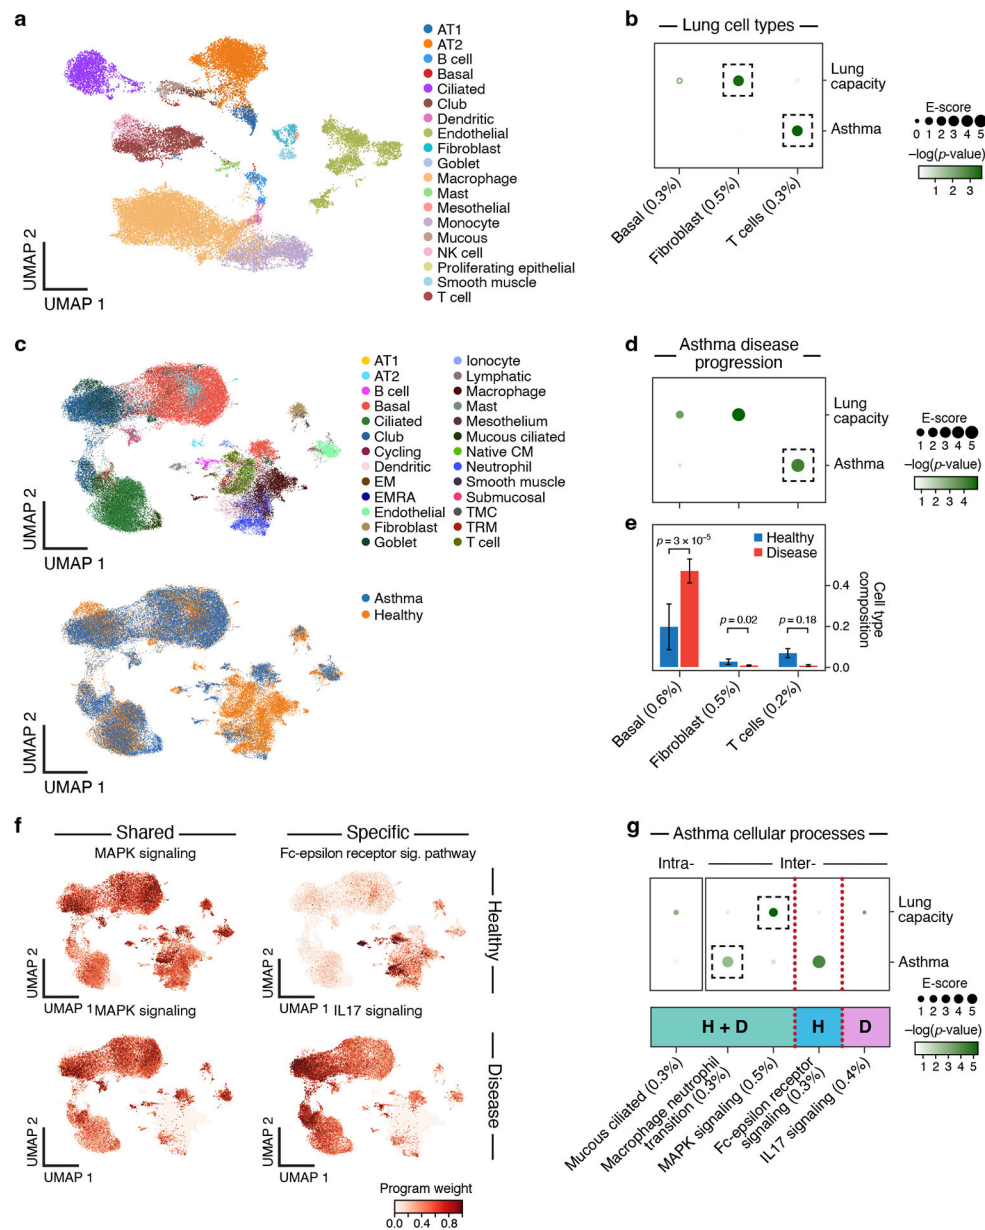 a
AT1
AT2
B cell
Basal
Ciliated
Club
Dendritic
Endothelial
Fibroblast
Goblet
Macrophage
Mast
Mesothelial
Monocyte
Mucous
NK cell
Proliferating epithelial
Smooth muscle
T cell
UMAP 2
UMAP 1
b
Lung cell types
Lung
capacity
Asthma
Basal (0.3%)
Fibroblast (0.5%)
T cells (0.3%)
E-score
0 1 2 3 4 5
–log(p-value)
1 2 3
c
AT1
AT2
B cell
Basal
Ciliated
Club
Cycling
Dendritic
EM
EMRA
Endothelial
Fibroblast
Goblet
Ionocyte
Lymphatic
Macrophage
Mast
Mesothelium
Mucous ciliated
Native CM
Neutrophil
Smooth muscle
Submucosal
TMC
TRM
T cell
UMAP 2
UMAP 1
Asthma
Healthy
UMAP 2
UMAP 1
d
Asthma disease
progression
Lung
capacity
Asthma
E-score
1 2 3 4 5
–log(p-value)
1 2 3 4
e
Healthy
Disease
p = 3 × 10⁻⁵
p = 0.02
p = 0.18
0.4
0.2
0.0
Cell type
composition
Basal (0.6%)
Fibroblast (0.5%)
T cells (0.2%)
f
Shared
Specific
MAPK signaling
Fc-epsilon receptor sig. pathway
Healthy
UMAP 2
UMAP 1
UMAP 2
UMAP 1
MAPK signaling
IL17 signaling
Disease
UMAP 2
UMAP 1
UMAP 2
UMAP 1
Program weight
0.0 0.4 0.8
g
Asthma cellular processes
Intra-
Inter-
Lung
capacity
Asthma
E-score
1 2 3 4 5
–log(p-value)
1 2 3 4 5
H + D
H
D
Mucous ciliated (0.3%)
Macrophage neutrophil
transition (0.3%)
MAPK signaling (0.5%)
Fc-epsilon receptor
signaling (0.3%)
IL17 signaling (0.4%)